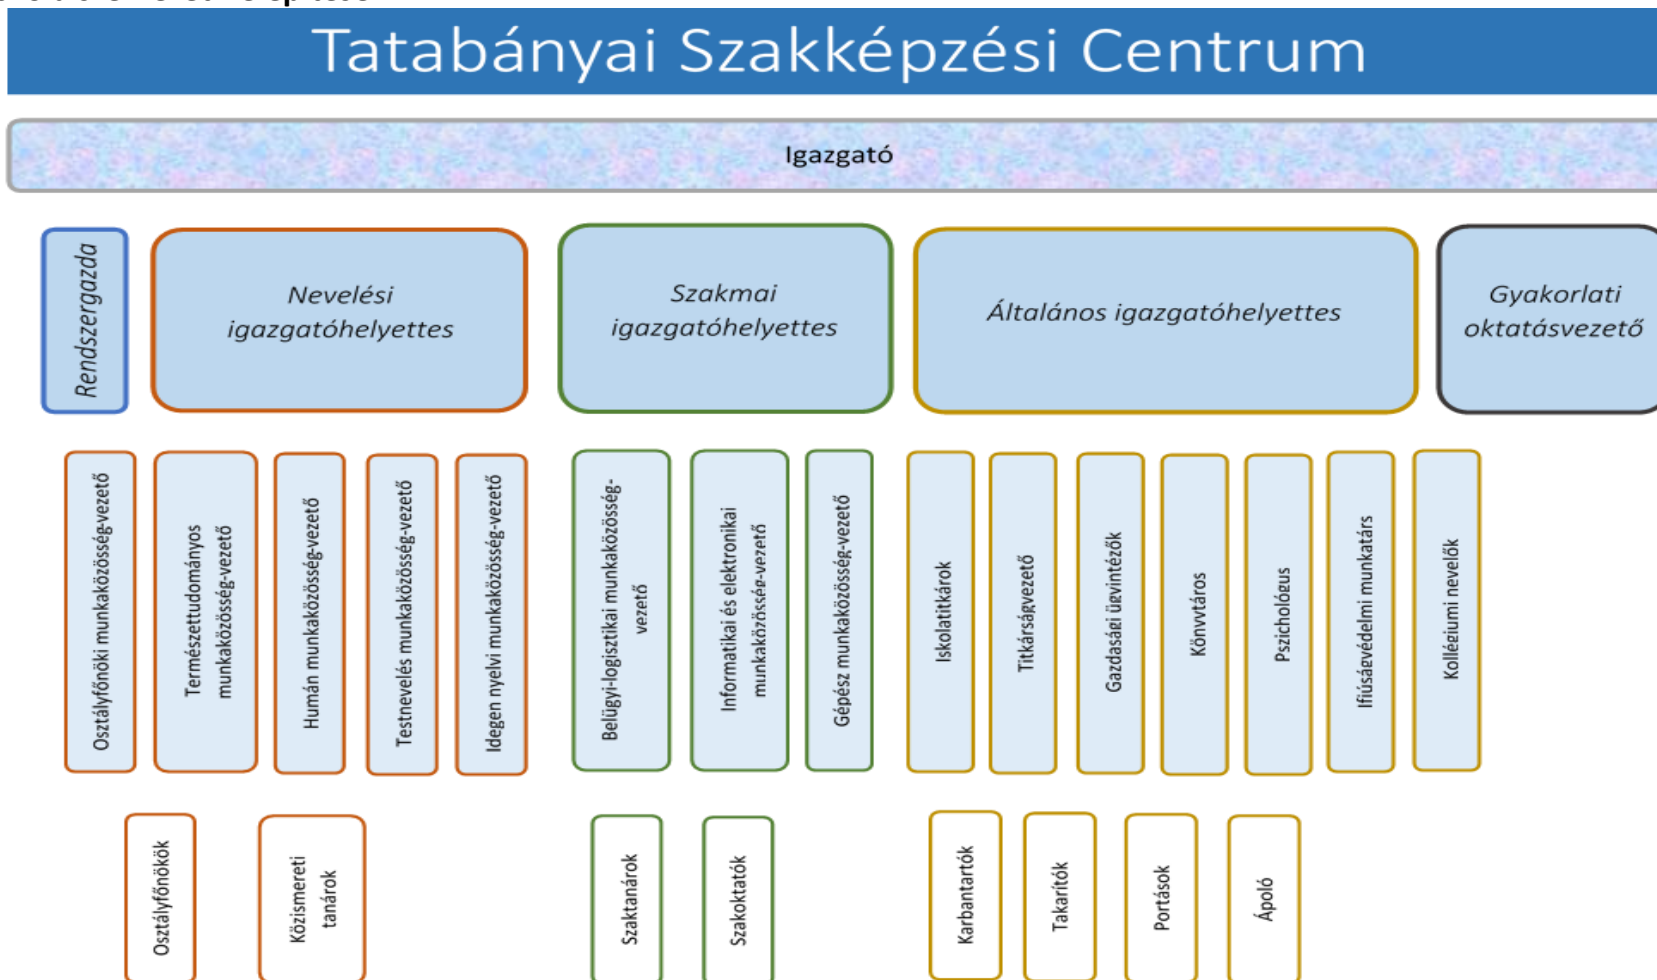 Tatabányai Szakképzési Centrum
Igazgató
Rendszergazda
Nevelési
igazgatóhelyettes
Szakmai
igazgatóhelyettes
Általános igazgatóhelyettes
Gyakorlati
oktatásvezető
Osztályfőnöki munkaközösség-vezető
Természettudományos
munkaközösség-vezető
Humán munkaközösség-vezető
Testnevelés munkaközösség-vezető
Idegen nyelvi munkaközösség-vezető
Belügyi-logisztikai munkaközösség-
vezető
Informatikai és elektronikai
munkaközösség-vezető
Gépész munkaközösség-vezető
Iskolatitkárok
Titkárságvezető
Gazdasági ügyintézők
Könyvtáros
Pszichológus
Ifjúságvédelmi munkatárs
Kollégiumi nevelők
Osztályfőnökök
Közismereti
tanárok
Szaktanárok
Szakoktatók
Karbantartók
Takarítók
Portások
Ápoló